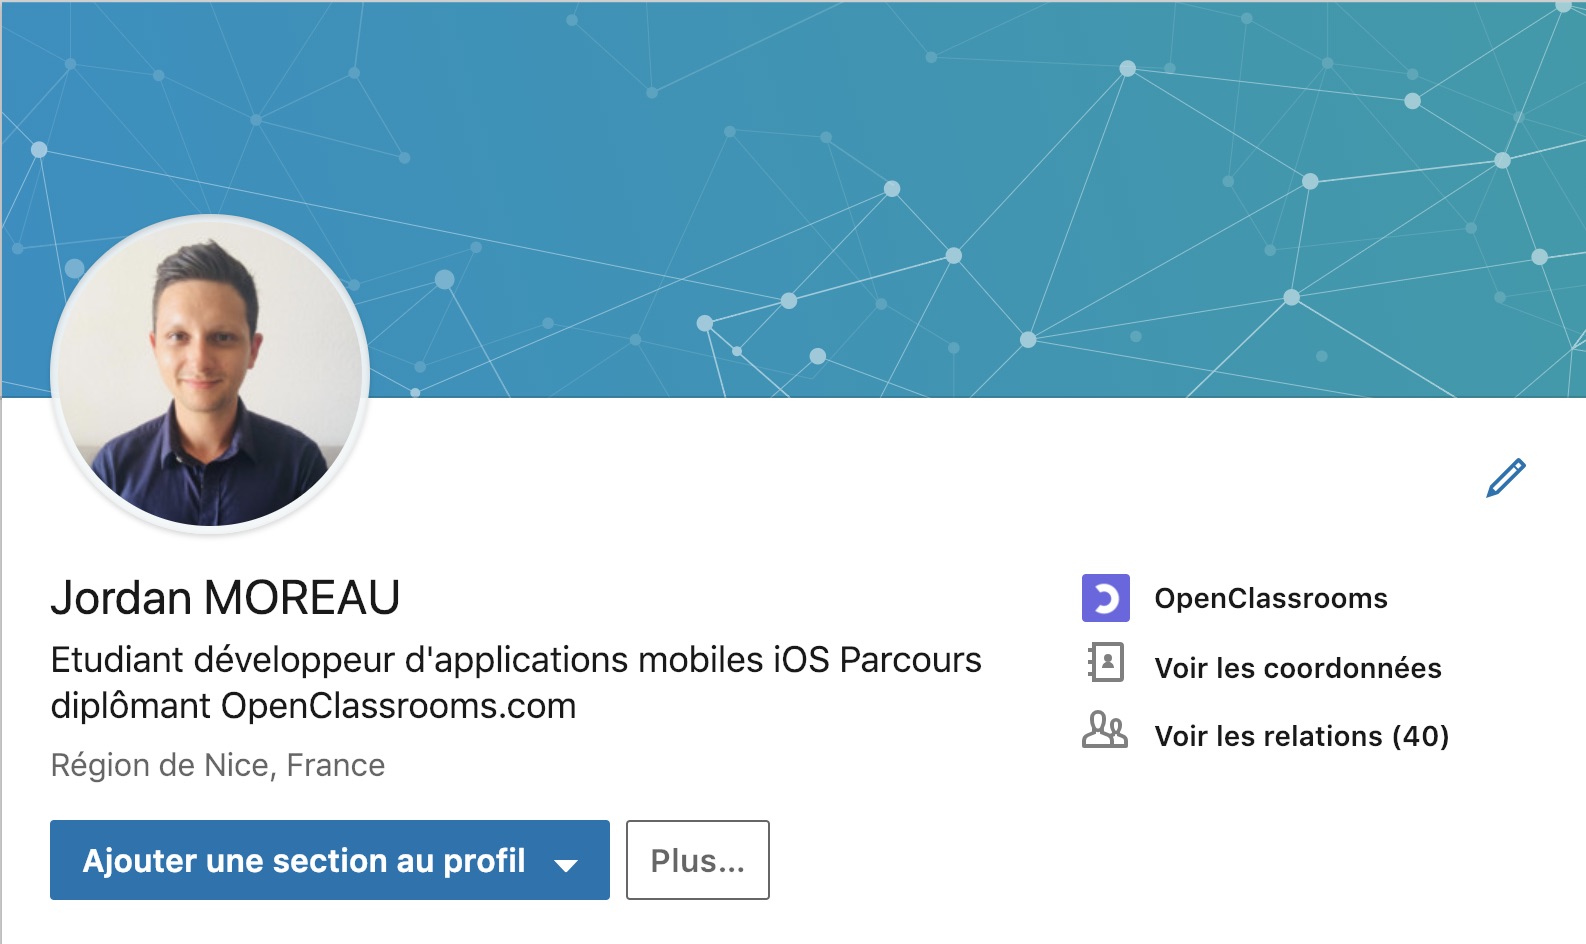 Jordan MOREAU
Etudiant développeur d'applications mobiles iOS Parcours
diplômant OpenClassrooms.com
Région de Nice, France
Ajouter une section au profil
Plus...
OpenClassrooms
Voir les coordonnées
Voir les relations (40)